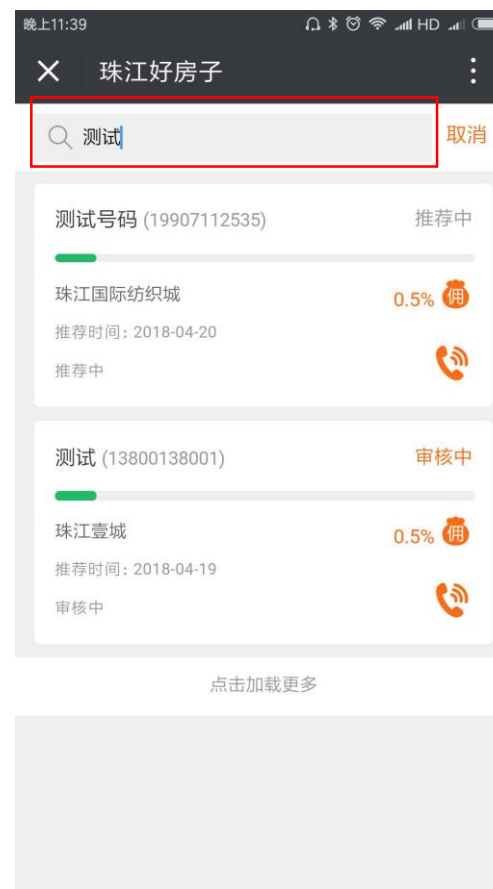 晚上11:39 HD
珠江好房子
测试 取消
测试号码 (19907112535) 推荐中
珠江国际纺织城 0.5% 佣
推荐时间: 2018-04-20
推荐中
测试 (13800138001) 审核中
珠江壹城 0.5% 佣
推荐时间: 2018-04-19
审核中
点击加载更多